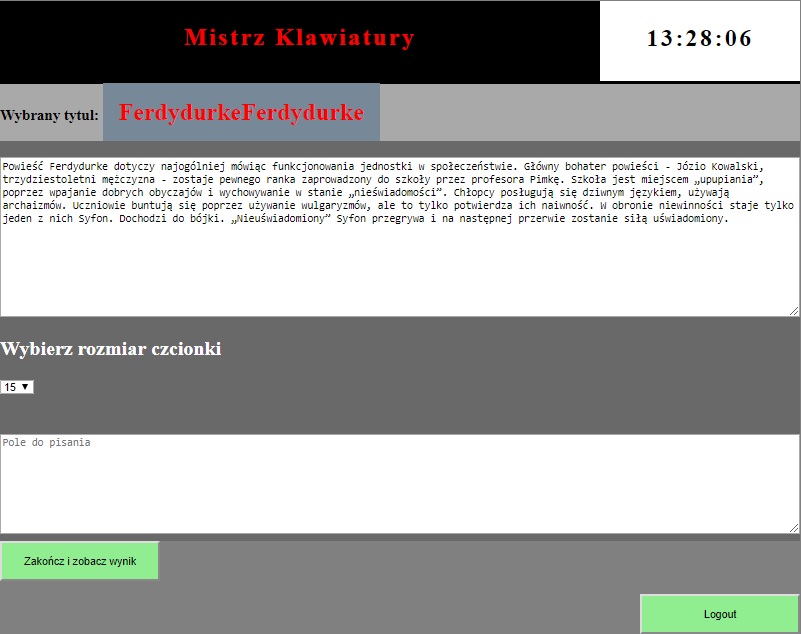 Mistrz Klawiatury
13:28:06
Wybrany tytul: FerdydurkeFerdydurke
Powieść Ferdydurke dotyczy najogólniej mówiąc funkcjonowania jednostki w społeczeństwie. Główny bohater powieści - Józio Kowalski,
trzydziestoletni mężczyzna - zostaje pewnego ranka zaprowadzony do szkoły przez profesora Pimkę. Szkoła jest miejscem „upupiania”,
poprzez wpajanie dobrych obyczajów i wychowywanie w stanie „nieświadomości”. Chłopcy posługują się dziwnym językiem, używają
archaizmów. Uczniowie buntują się poprzez używanie wulgaryzmów, ale to tylko potwierdza ich naiwność. W obronie niewinności staje tylko
jeden z nich Syfon. Dochodzi do bójki. „Nieuświadomiony” Syfon przegrywa i na następnej przerwie zostanie siłą uświadomiony.
Wybierz rozmiar czcionki
15
Pole do pisania
Zakończ i zobacz wynik
Logout